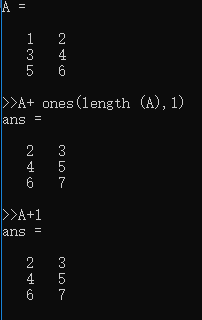 A =
1 2
3 4
5 6
>>A+ ones(length (A),1)
ans =
2 3
4 5
6 7
>>A+1
ans =
2 3
4 5
6 7